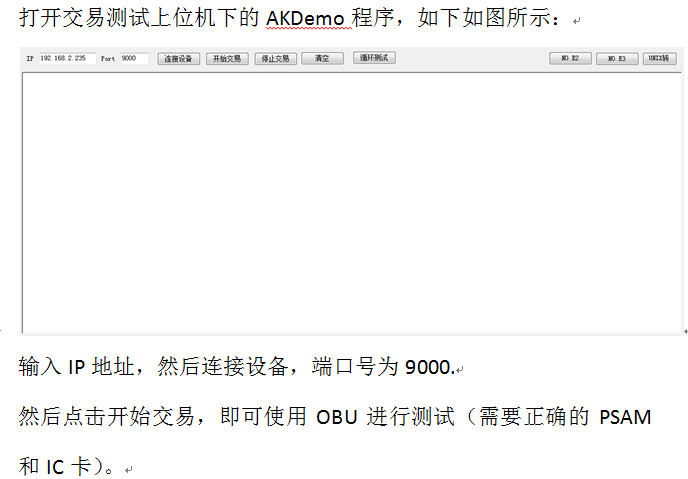 打开交易测试上位机下的 AKDemo 程序，如下如图所示：
IP 192.168.2.235 Port 9000 连接设备 开始交易 停止交易 清空 循环测试 NO E2 NO E3 UNIX转
输入 IP 地址，然后连接设备，端口号为 9000.
然后点击开始交易，即可使用 OBU 进行测试（需要正确的 PSAM
和 IC 卡）。